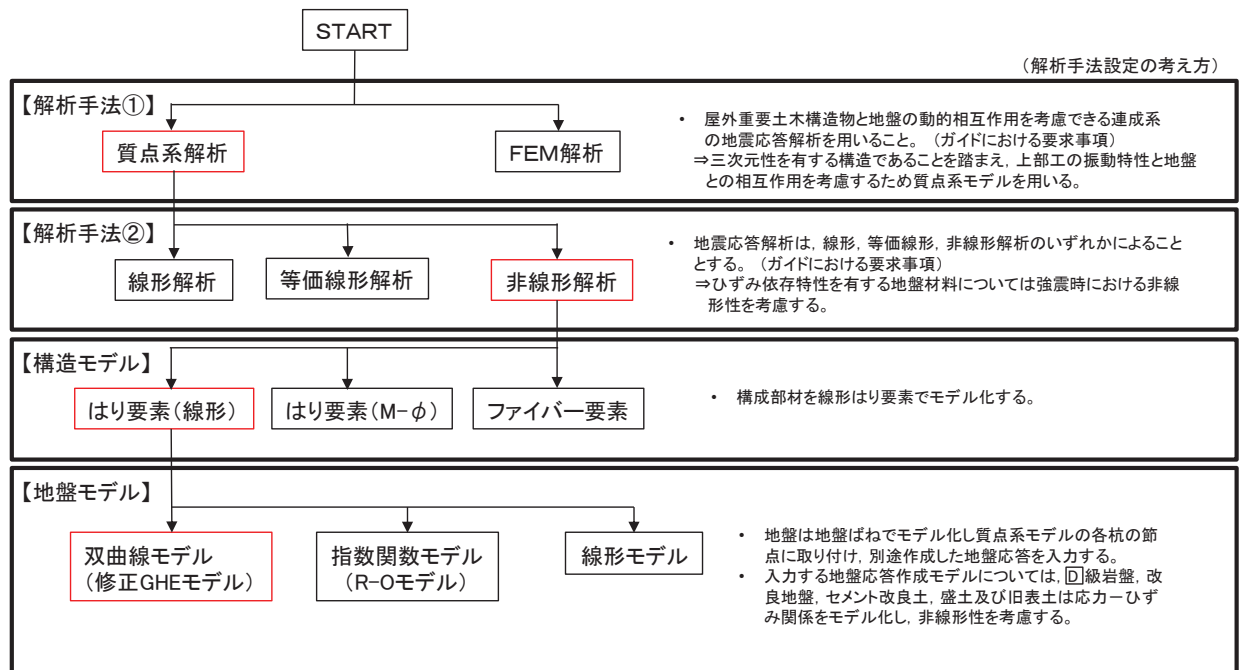 START
（解析手法設定の考え方）
【解析手法①】
質点系解析
FEM解析
・ 屋外重要土木構造物と地盤の動的相互作用を考慮できる連成系
の地震応答解析を用いること。（ガイドにおける要求事項）
⇒三次元性を有する構造であることを踏まえ，上部工の振動特性と地盤
との相互作用を考慮するため質点系モデルを用いる。
【解析手法②】
線形解析
等価線形解析
非線形解析
・ 地震応答解析は，線形，等価線形，非線形解析のいずれかによること
とする。（ガイドにおける要求事項）
⇒ひずみ依存特性を有する地盤材料については強震時における非線
形性を考慮する。
【構造モデル】
はり要素（線形）
はり要素（M-φ）
ファイバー要素
・ 構成部材を線形はり要素でモデル化する。
【地盤モデル】
双曲線モデル
（修正GHEモデル）
指数関数モデル
（R-Oモデル）
線形モデル
・ 地盤は地盤ばねでモデル化し質点系モデルの各杭の節
点に取り付け，別途作成した地盤応答を入力する。
・ 入力する地盤応答作成モデルについては，D級岩盤，改
良地盤，セメント改良土，盛土及び旧表土は応力－ひず
み関係をモデル化し，非線形性を考慮する。